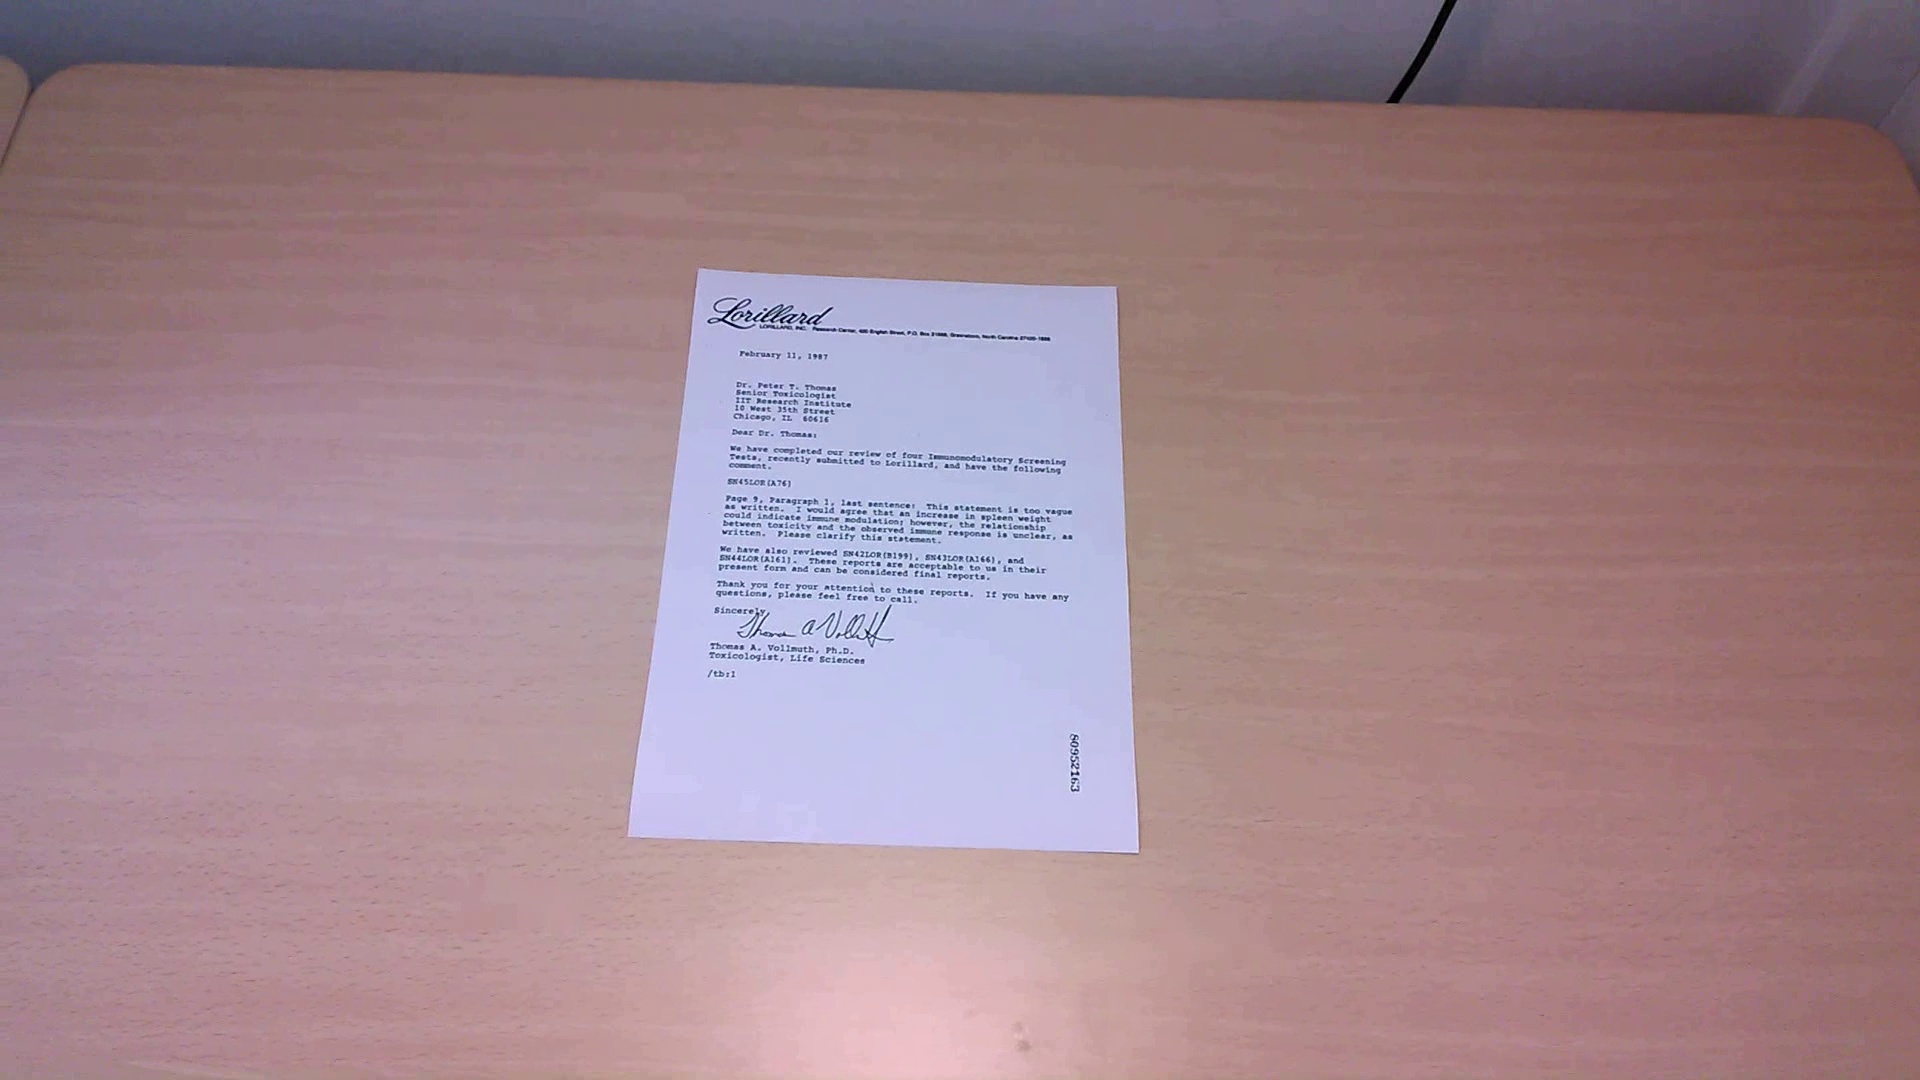 Lorillard
LORILLARD, INC. Research Center, 420 English Street, P.O. Box 21688, Greensboro, North Carolina 27420-1688
February 11, 1987
Dr. Peter T. Thomas
Senior Toxicologist
IIT Research Institute
10 West 35th Street
Chicago, IL 60616
Dear Dr. Thomas:
We have completed our review of four Immunomodulatory Screening
Tests, recently submitted to Lorillard, and have the following
comment.
SN45LOR(A76)
Page 9, Paragraph 1, last sentence: This statement is too vague
as written. I would agree that an increase in spleen weight
could indicate immune modulation; however, the relationship
between toxicity and the observed immune response is unclear, as
written. Please clarify this statement.
We have also reviewed SN42LOR(B199), SN43LOR(A166), and
SN44LOR(A161). These reports are acceptable to us in their
present form and can be considered final reports.
Thank you for your attention to these reports. If you have any
questions, please feel free to call.
Sincerely,
Thomas A. Vollmuth, Ph.D.
Toxicologist, Life Sciences
/tb:1
80952163